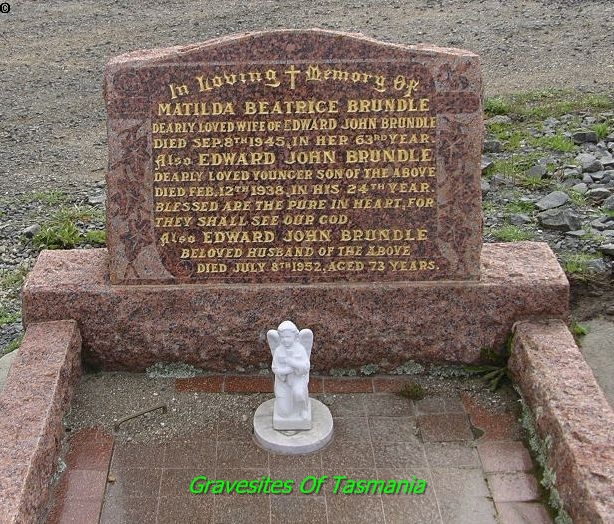 ®
In Loving Memory Of
MATILDA BEATRICE BRUNDLE
DEARLY LOVED WIFE OF EDWARD JOHN BRUNDLE
DIED SEP. 8TH 1945, IN HER 63RD YEAR.
Also EDWARD JOHN BRUNDLE
DEARLY LOVED YOUNGER SON OF THE ABOVE
DIED FEB. 12TH 1938, IN HIS 24TH YEAR.
BLESSED ARE THE PURE IN HEART, FOR
THEY SHALL SEE OUR GOD.
Also EDWARD JOHN BRUNDLE
BELOVED HUSBAND OF THE ABOVE
DIED JULY 8TH 1952, AGED 73 YEARS.
Gravesites Of Tasmania